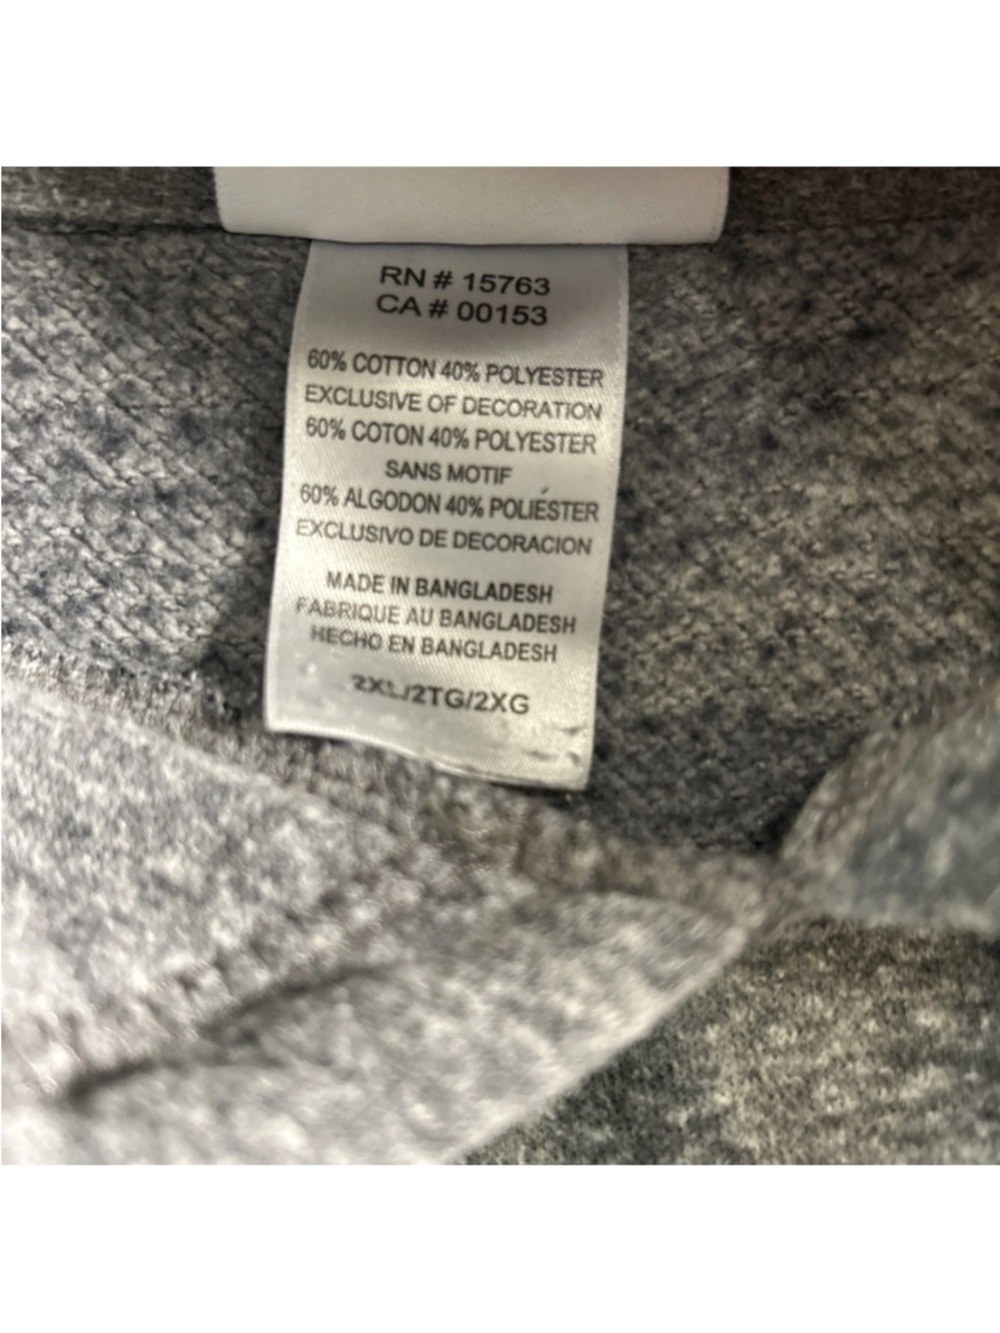 RN # 15763
CA # 00153
60% COTTON 40% POLYESTER
EXCLUSIVE OF DECORATION
60% COTON 40% POLYESTER
SANS MOTIF
60% ALGODON 40% POLIÉSTER
EXCLUSIVO DE DECORACION
MADE IN BANGLADESH
FABRIQUE AU BANGLADESH
HECHO EN BANGLADESH
2XL/2TG/2XG